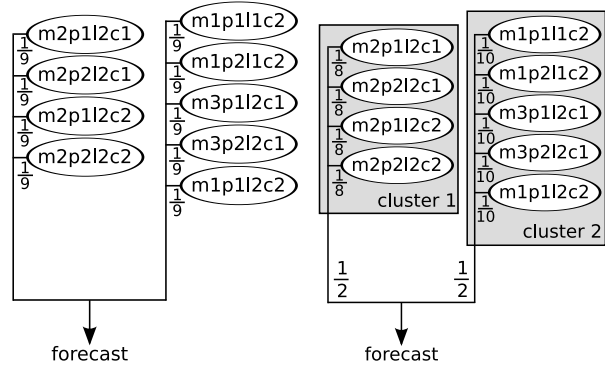 m2p1l2c1
1/9
m2p2l2c1
1/9
m2p1l2c2
1/9
m2p2l2c2
1/9
m1p1l1c2
1/9
m1p2l1c2
1/9
m3p1l2c1
1/9
m3p2l2c1
1/9
m1p1l2c2
1/9
forecast
m2p1l2c1
1/8
m2p2l2c1
1/8
m2p1l2c2
1/8
m2p2l2c2
1/8
cluster 1
1/2
m1p1l1c2
1/10
m1p2l1c2
1/10
m3p1l2c1
1/10
m3p2l2c1
1/10
m1p1l2c2
1/10
cluster 2
1/2
forecast